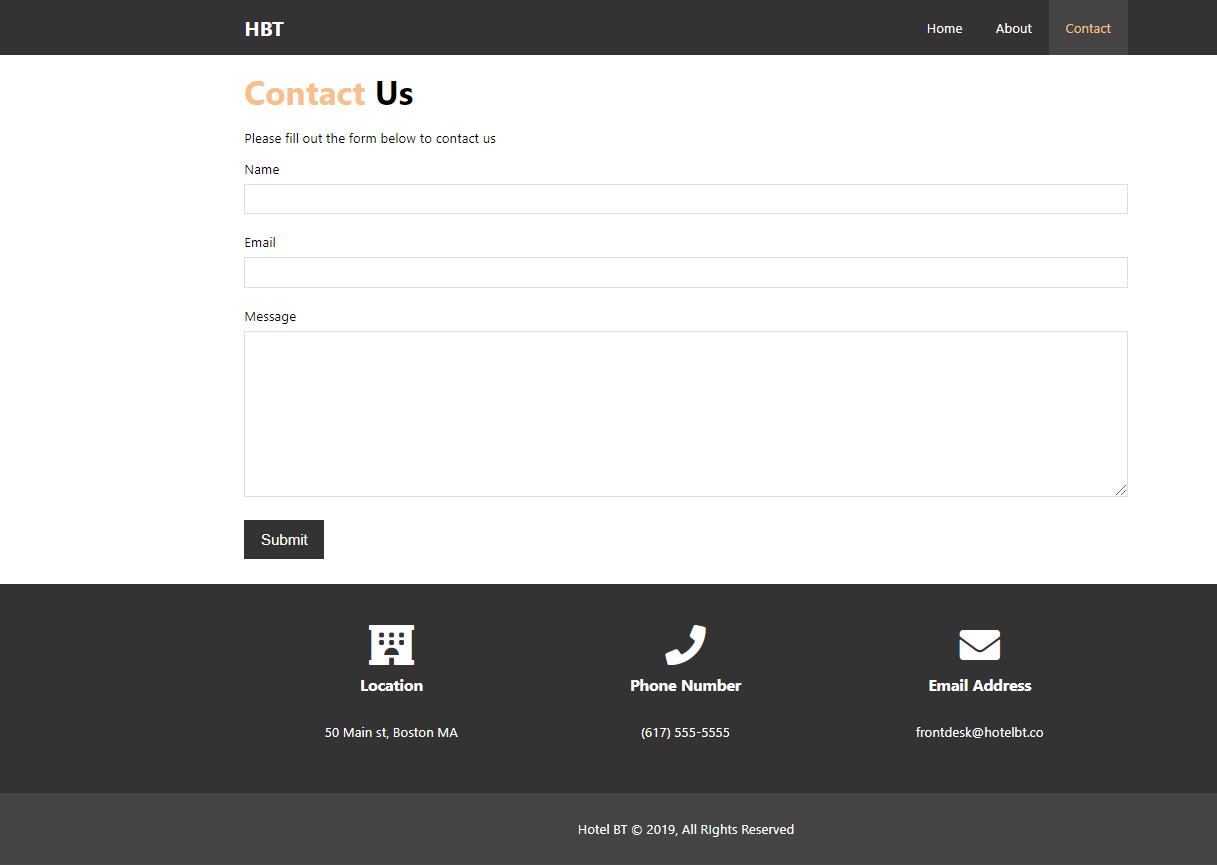 HBT
Home About Contact
Contact Us
Please fill out the form below to contact us
Name
Email
Message
Submit
Location Phone Number Email Address
50 Main st, Boston MA (617) 555-5555 frontdesk@hotelbt.co
Hotel BT © 2019, All RIghts Reserved